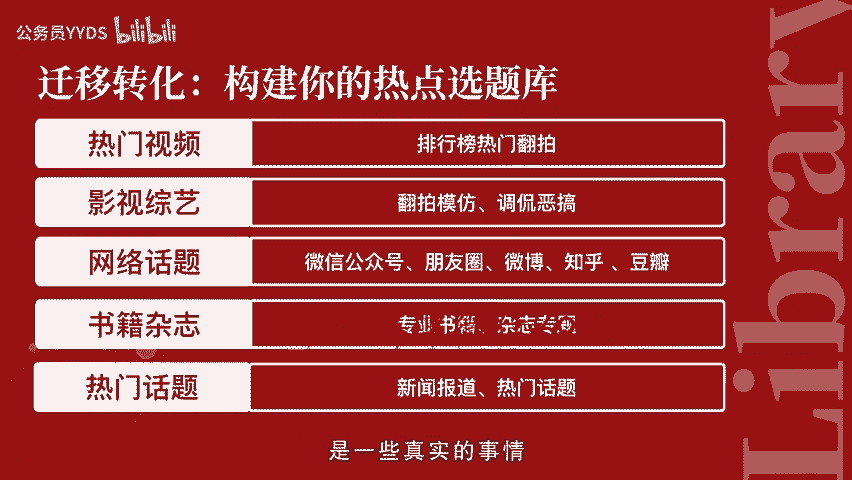 公务员YYDS bilibili
迁移转化：构建你的热点选题库
热门视频 排行榜热门翻拍
影视综艺 翻拍模仿、调侃恶搞
网络话题 微信公众号、朋友圈、微博、知乎 、豆瓣
书籍杂志 专业书籍、杂志专题
热门话题 新闻报道、热门话题
是一些真实的事情
Library